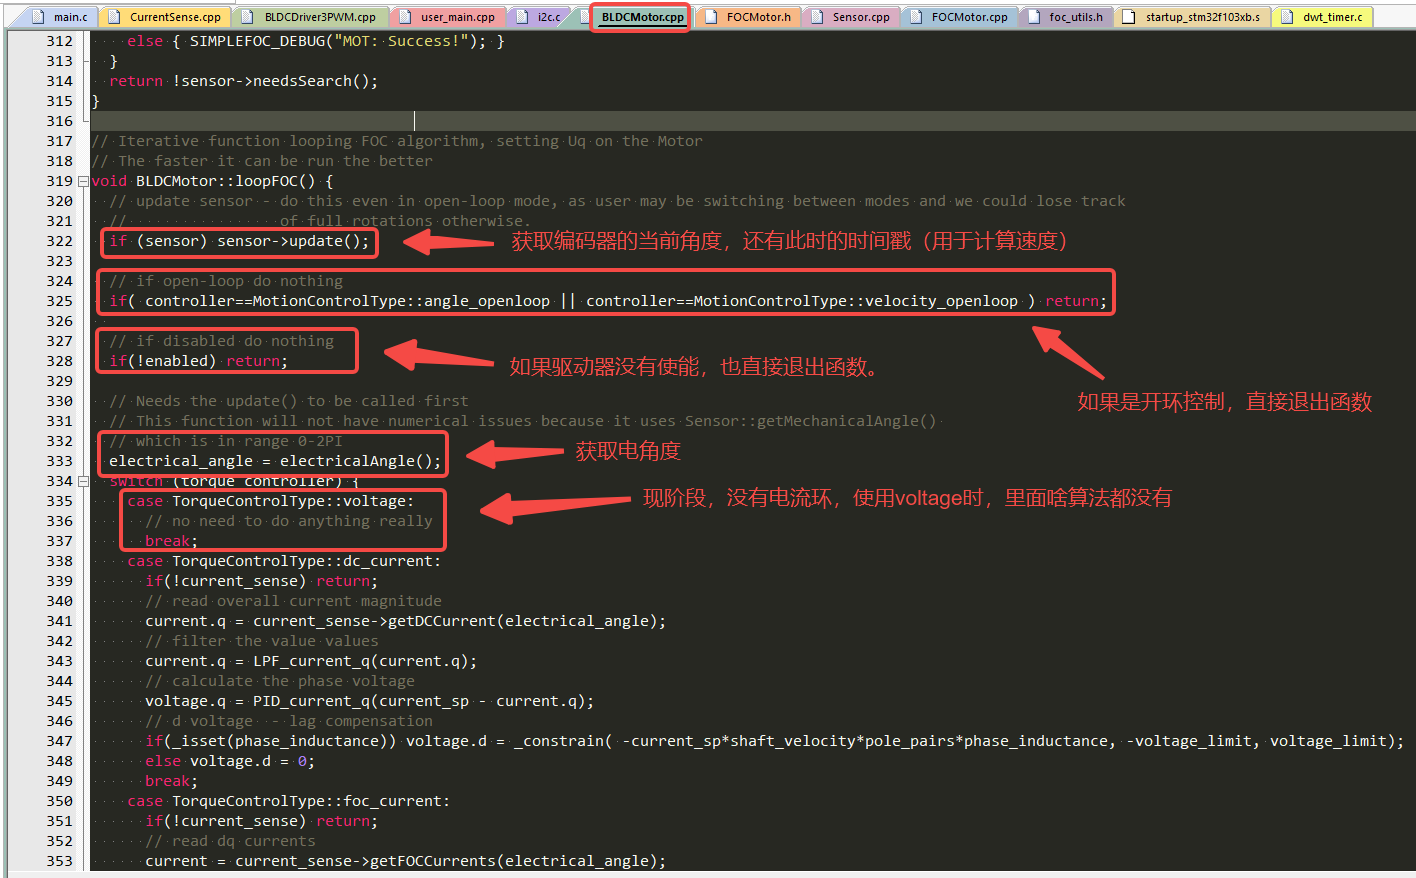 main.c CurrentSense.cpp BLDCDriver3PWM.cpp user_main.cpp i2c.c BLDCMotor.cpp FOCMotor.h Sensor.cpp FOCMotor.cpp foc_utils.h startup_stm32f103xb.s dwt_timer.c
312 else { SIMPLEFOC_DEBUG("MOT: Success!"); }
313 }
314 return !sensor->needsSearch();
315 }
316
317 // Iterative function looping FOC algorithm, setting Uq on the Motor
318 // The faster it can be run the better
319 void BLDCMotor::loopFOC() {
320 // update sensor - do this even in open-loop mode, as user may be switching between modes and we could lose track
321 // of full rotations otherwise.
322 if (sensor) sensor->update();
获取编码器的当前角度，还有此时的时间戳（用于计算速度）
323
324 // if open-loop do nothing
325 if( controller==MotionControlType::angle_openloop || controller==MotionControlType::velocity_openloop ) return;
326
327 // if disabled do nothing
328 if(!enabled) return;
如果驱动器没有使能，也直接退出函数。
如果是开环控制，直接退出函数
329
330 // Needs the update() to be called first
331 // This function will not have numerical issues because it uses Sensor::getMechanicalAngle()
332 // which is in range 0-2PI
333 electrical_angle = electricalAngle();
获取电角度
334 switch (torque_controller) {
335 case TorqueControlType::voltage:
现阶段，没有电流环，使用voltage时，里面啥算法都没有
336 // no need to do anything really
337 break;
338 case TorqueControlType::dc_current:
339 if(!current_sense) return;
340 // read overall current magnitude
341 current.q = current_sense->getDCCurrent(electrical_angle);
342 // filter the value values
343 current.q = LPF_current_q(current.q);
344 // calculate the phase voltage
345 voltage.q = PID_current_q(current_sp - current.q);
346 // d voltage - lag compensation
347 if(_isset(phase_inductance)) voltage.d = _constrain( -current_sp*shaft_velocity*pole_pairs*phase_inductance, -voltage_limit, voltage_limit);
348 else voltage.d = 0;
349 break;
350 case TorqueControlType::foc_current:
351 if(!current_sense) return;
352 // read dq currents
353 current = current_sense->getFOCCurrents(electrical_angle);